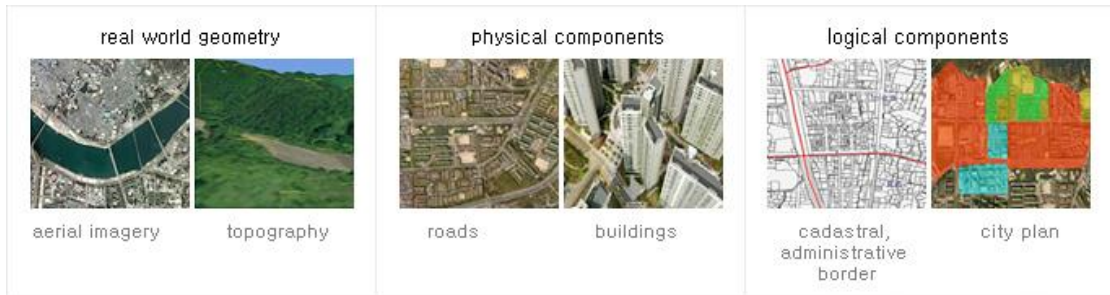 real world geometry
physical components
logical components
aerial imagery
topography
roads
buildings
cadastral,
administrative
border
city plan